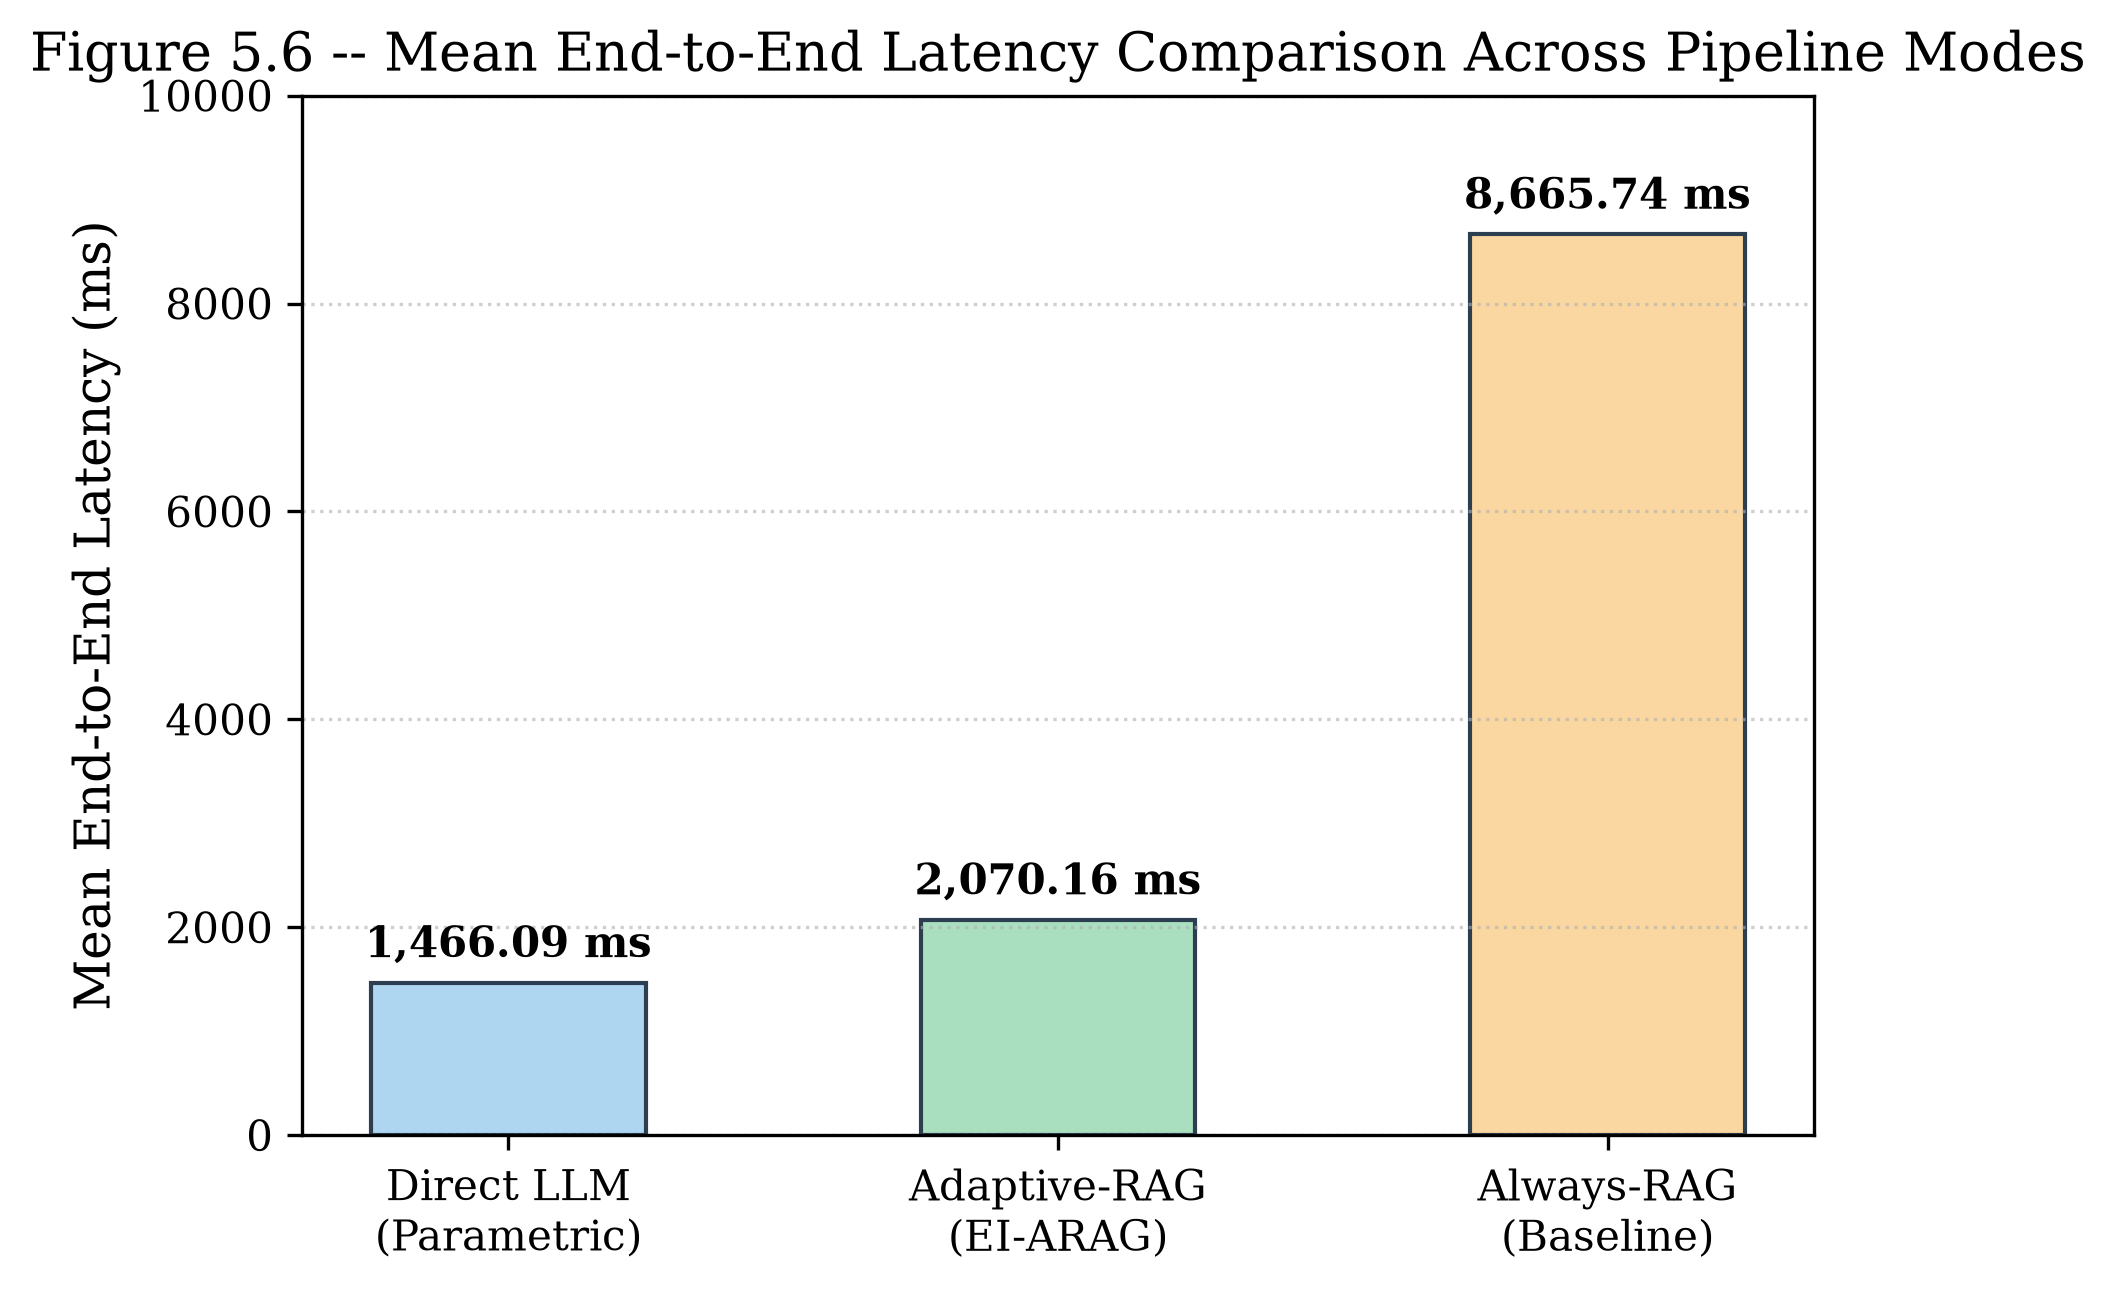 Figure 5.6 -- Mean End-to-End Latency Comparison Across Pipeline Modes
Mean End-to-End Latency (ms)
10000
8000
6000
4000
2000
0
1,466.09 ms
2,070.16 ms
8,665.74 ms
Direct LLM
(Parametric)
Adaptive-RAG
(EI-ARAG)
Always-RAG
(Baseline)